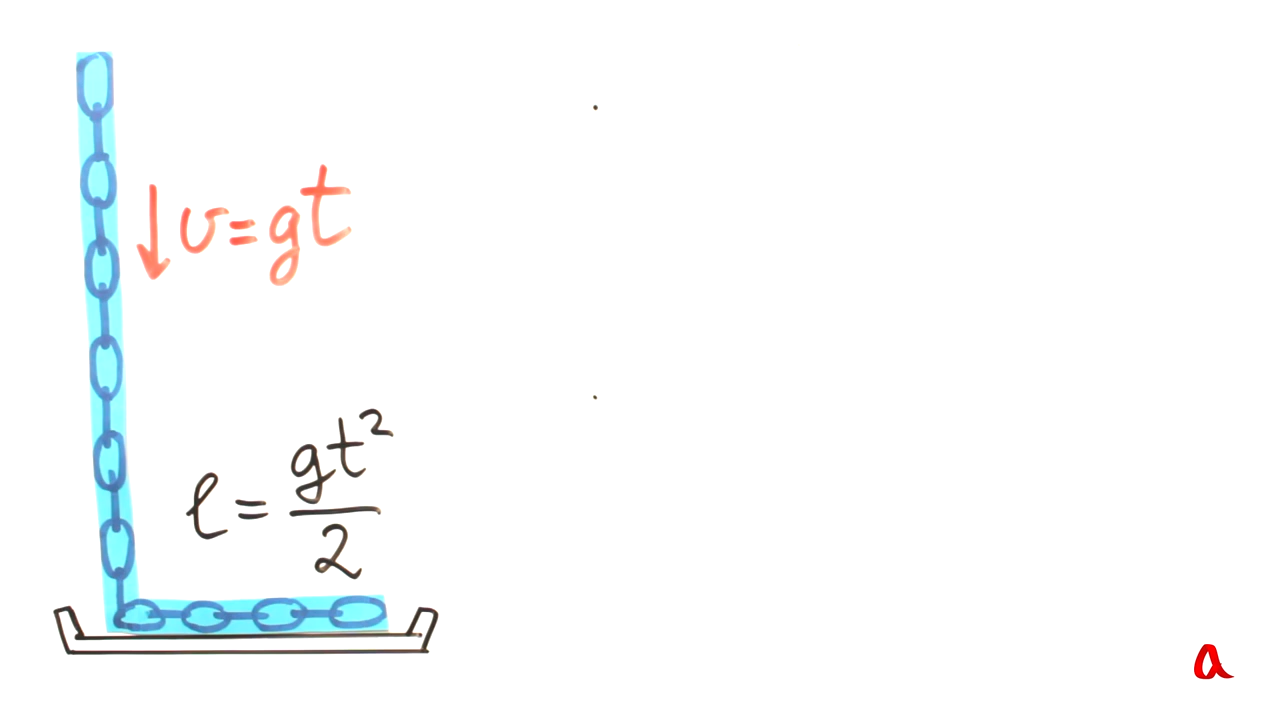 v=gt
l = gt²/2
a